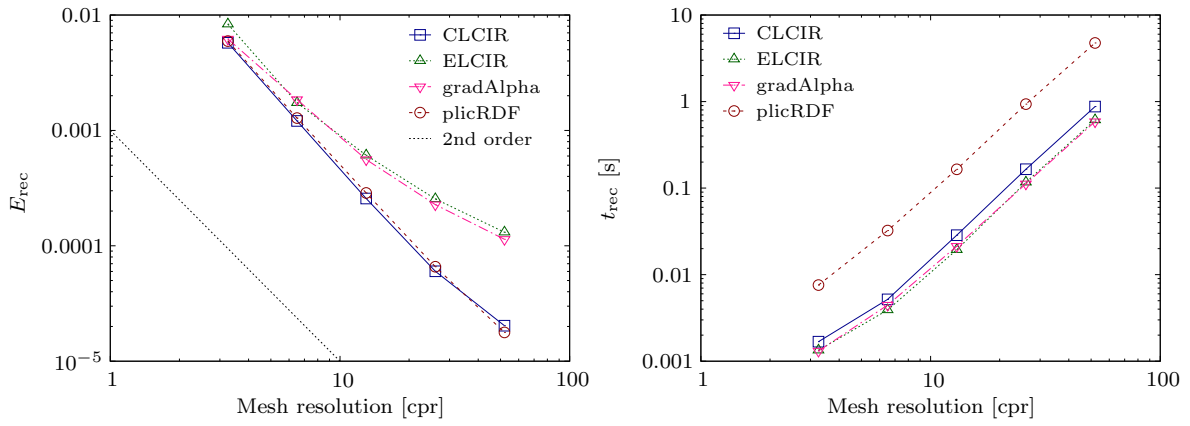 0.01
0.001
0.0001
10−5
1
10
100
Mesh resolution [cpr]
Erec
CLCIR
ELCIR
gradAlpha
plicRDF
2nd order
10
1
0.1
0.01
0.001
1
10
100
Mesh resolution [cpr]
trec [s]
CLCIR
ELCIR
gradAlpha
plicRDF